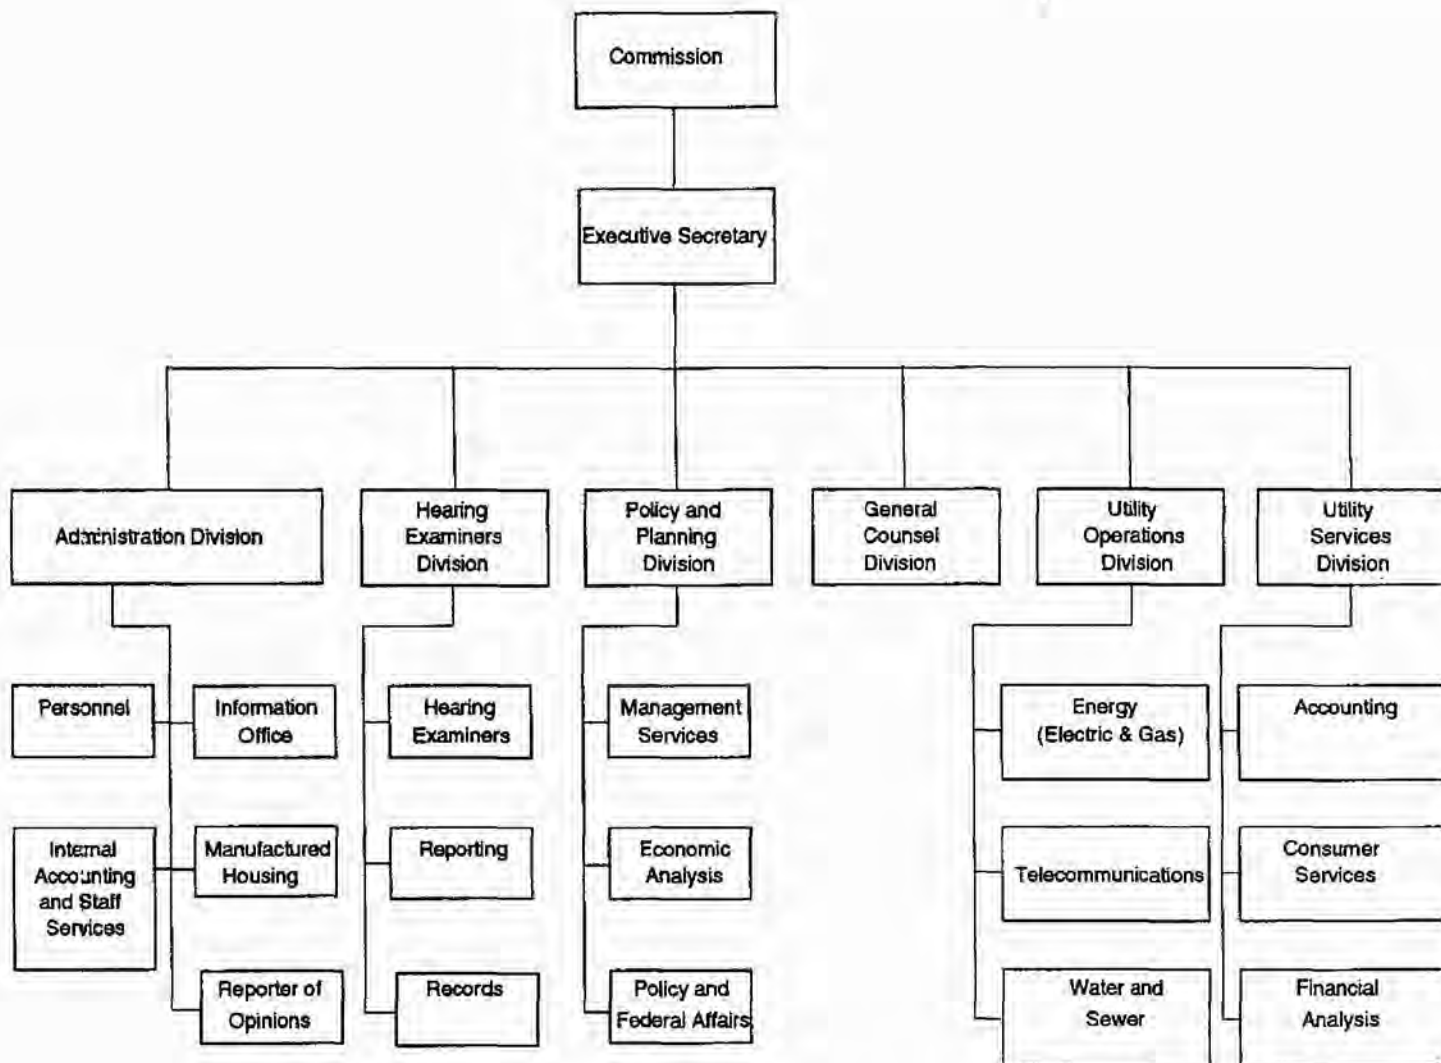 Commission
Executive Secretary
Administration Division
Hearing
Examiners
Division
Policy and
Planning
Division
General
Counsel
Division
Utility
Operations
Division
Utility
Services
Division
Personnel
Information
Office
Hearing
Examiners
Management
Services
Energy
(Electric & Gas)
Accounting
Internal
Accounting
and Staff
Services
Manufactured
Housing
Reporting
Economic
Analysis
Telecommunications
Consumer
Services
Reporter of
Opinions
Records
Policy and
Federal Affairs
Water and
Sewer
Financial
Analysis